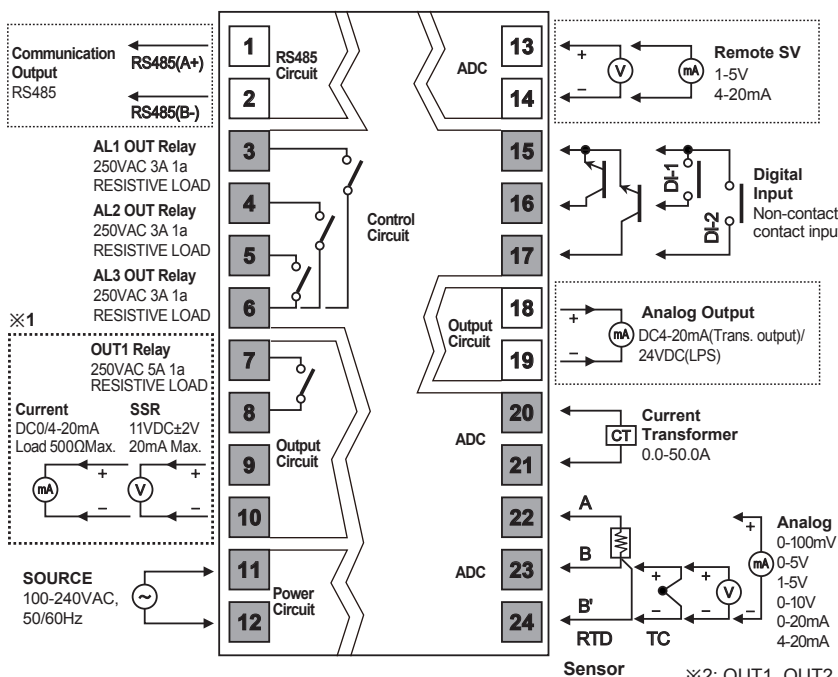 Communication
Output
RS485
RS485(A+)
RS485(B-)
AL1 OUT Relay
250VAC 3A 1a
RESISTIVE LOAD
AL2 OUT Relay
250VAC 3A 1a
RESISTIVE LOAD
AL3 OUT Relay
250VAC 3A 1a
RESISTIVE LOAD
※1
OUT1 Relay
250VAC 5A 1a
RESISTIVE LOAD
Current
DC0/4-20mA
Load 500ΩMax.
SSR
11VDC±2V
20mA Max.
mA
+
−
V
+
−
SOURCE
100-240VAC,
50/60Hz
1
2
3
4
5
6
7
8
9
10
11
12
RS485
Circuit
Control
Circuit
Output
Circuit
Power
Circuit
ADC
Output
Circuit
ADC
ADC
13
14
15
16
17
18
19
20
21
22
23
24
+
−
V
mA
Remote SV
1-5V
4-20mA
DI-1
DI-2
Digital
Input
Non-contact
contact inpu
+
−
mA
Analog Output
DC4-20mA(Trans. output)/
24VDC(LPS)
CT
Current
Transformer
0.0-50.0A
A
B
B'
RTD
+
−
TC
+
−
V
+
−
mA
Analog
0-100mV
0-5V
1-5V
0-10V
0-20mA
4-20mA
Sensor
※2: OUT1, OUT2